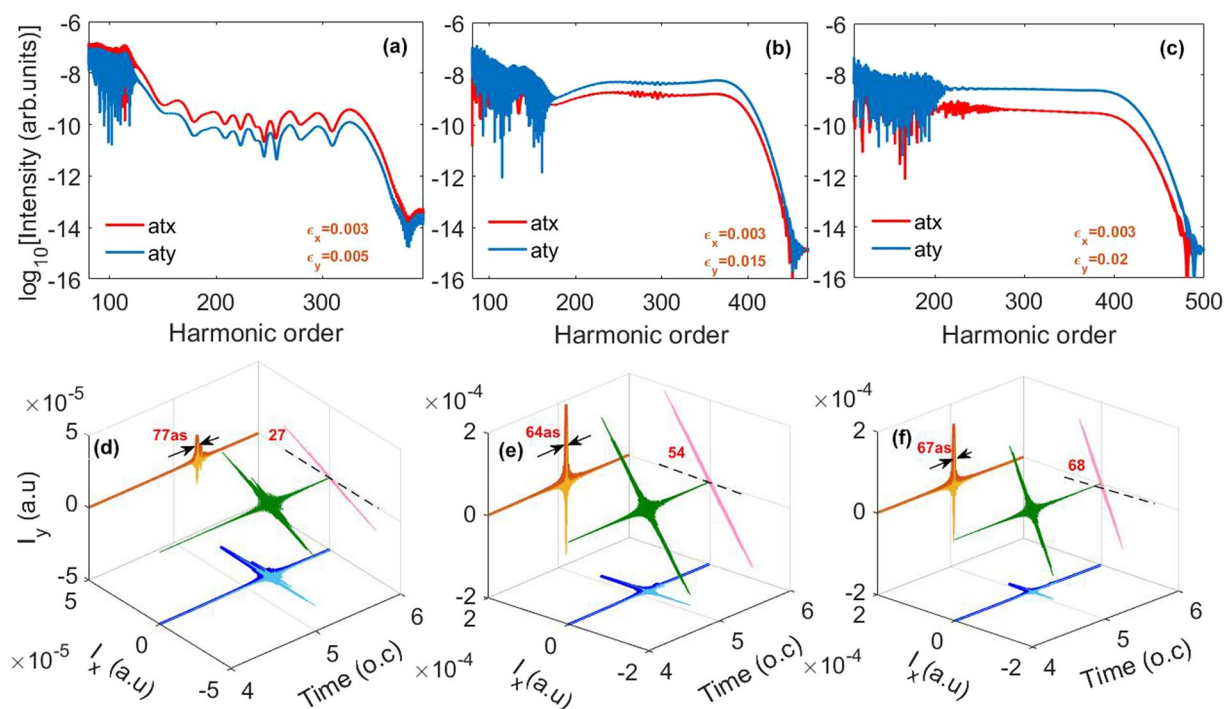 -6
-8
-10
-12
-14
-16
log10[Intensity (arb.units)]
(a)
atx
aty
ϵx=0.003
ϵy=0.005
100
200
300
Harmonic order
-6
-8
-10
-12
-14
-16
(b)
atx
aty
ϵx=0.003
ϵy=0.015
100
200
300
400
Harmonic order
-6
-8
-10
-12
-14
-16
(c)
atx
aty
ϵx=0.003
ϵy=0.02
200
300
400
500
Harmonic order
×10-5
5
0
-5
Iy (a.u)
(d)
77as
27
5
0
-5
×10-5
Ix (a.u)
4
5
6
Time (o.c)
×10-4
2
0
-2
(e)
64as
54
2
0
-2
×10-4
Ix (a.u)
4
5
6
Time (o.c)
×10-4
2
0
-2
(f)
67as
68
2
0
-2
×10-4
Ix (a.u)
4
5
6
Time (o.c)